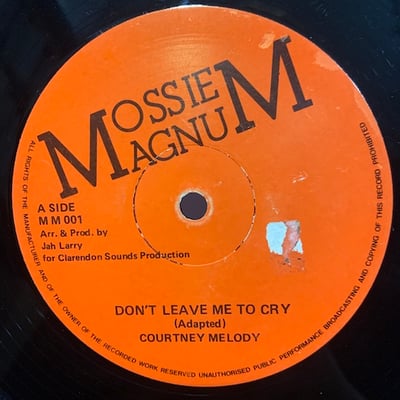 MOSSIE
MAGNUM
A SIDE
M M 001
Arr. & Prod. by
Jah Larry
for Clarendon Sounds Production
DON'T LEAVE ME TO CRY
(Adapted)
COURTNEY MELODY
ALL RIGHTS OF THE MANUFACTURER AND OF THE OWNER OF THE RECORDED WORK RESERVED UNAUTHORISED PUBLIC PERFORMANCE BROADCASTING AND COPYING OF THIS RECORD PROHIBITED